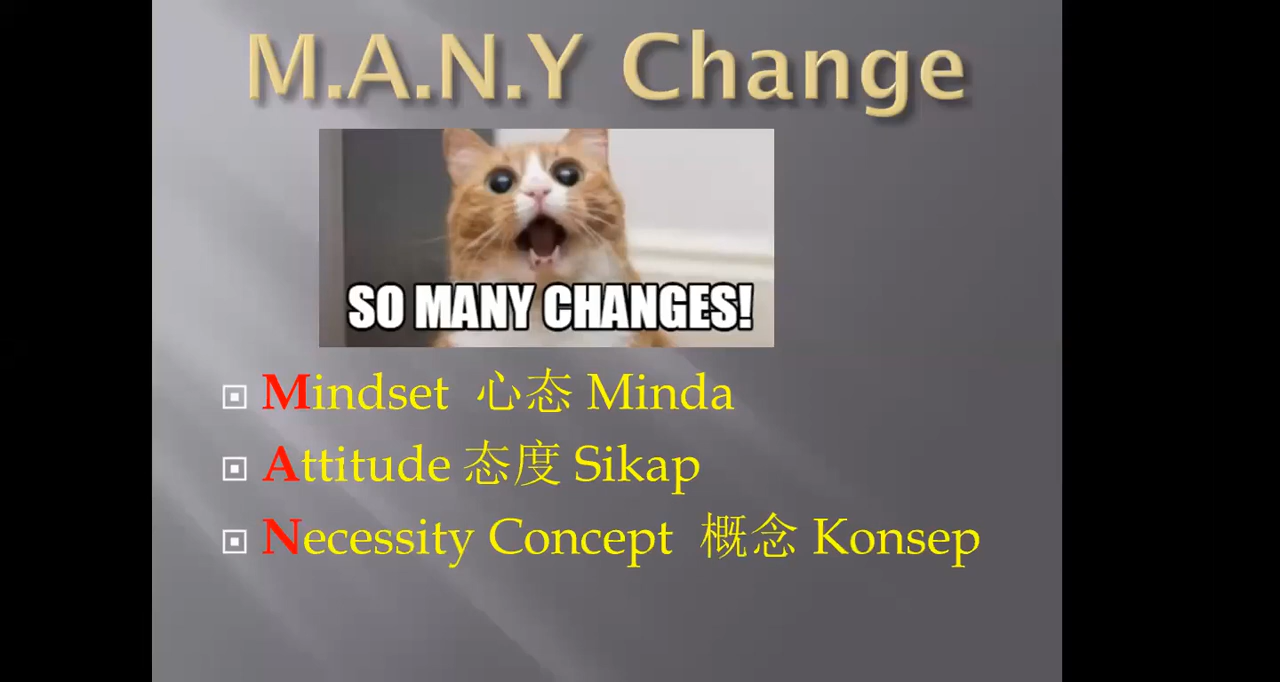 M.A.N.Y Change
SO MANY CHANGES!
Mindset 心态 Minda
Attitude 态度 Sikap
Necessity Concept 概念 Konsep